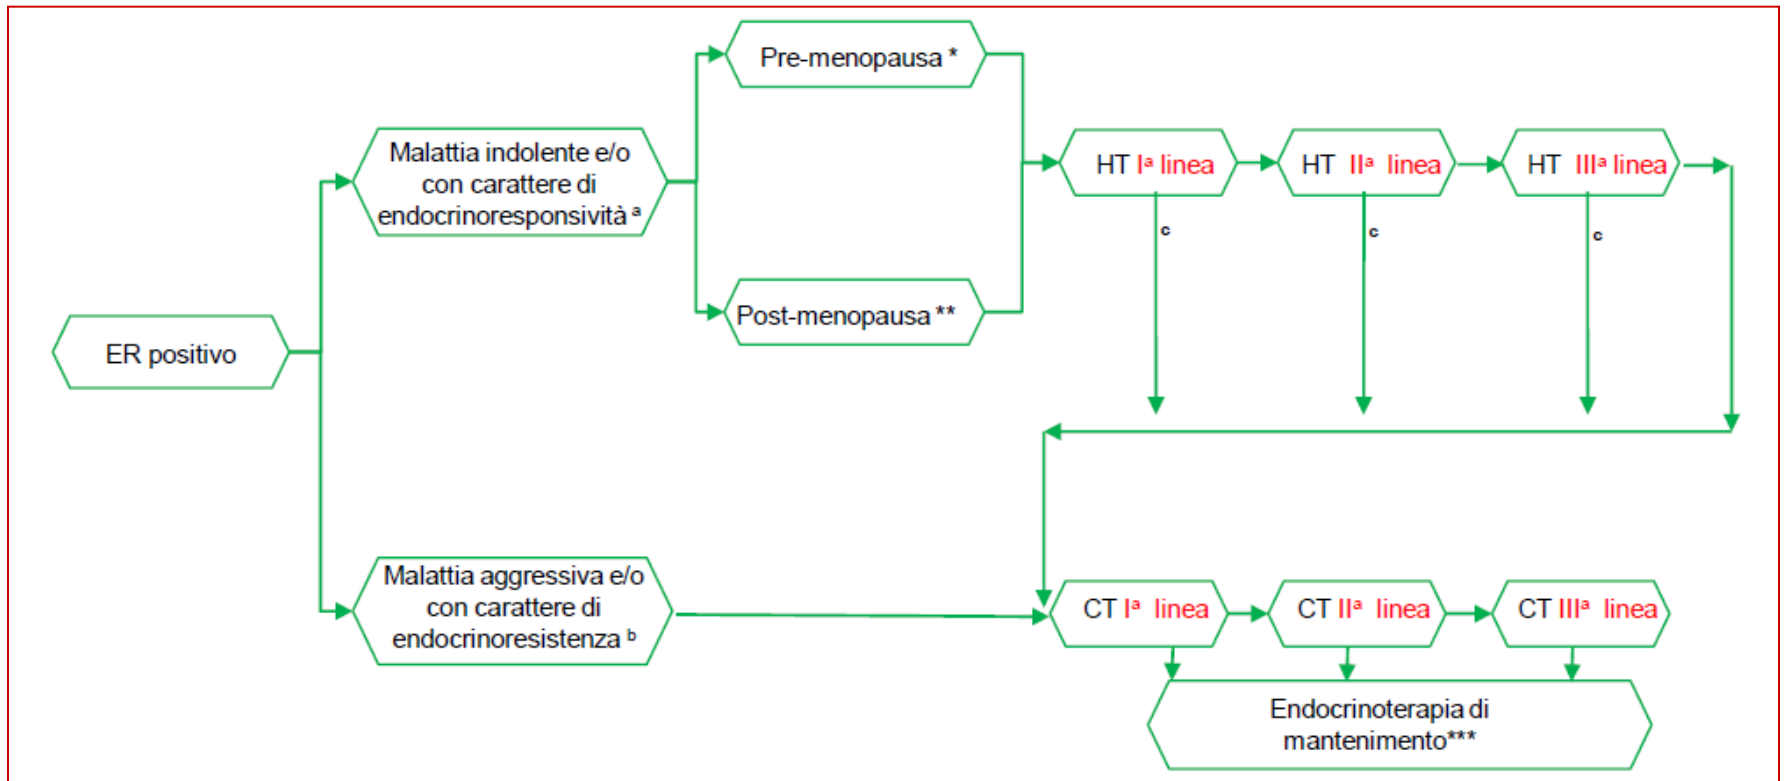 Pre-menopausa *
Malattia indolente e/o
con carattere di
endocrinoresponsività ª
HT Iª linea
HT IIª linea
HT IIIª linea
c
c
c
Post-menopausa **
ER positivo
Malattia aggressiva e/o
con carattere di
endocrinoresistenza ᵇ
CT Iª linea
CT IIª linea
CT IIIª linea
Endocrinoterapia di
mantenimento***